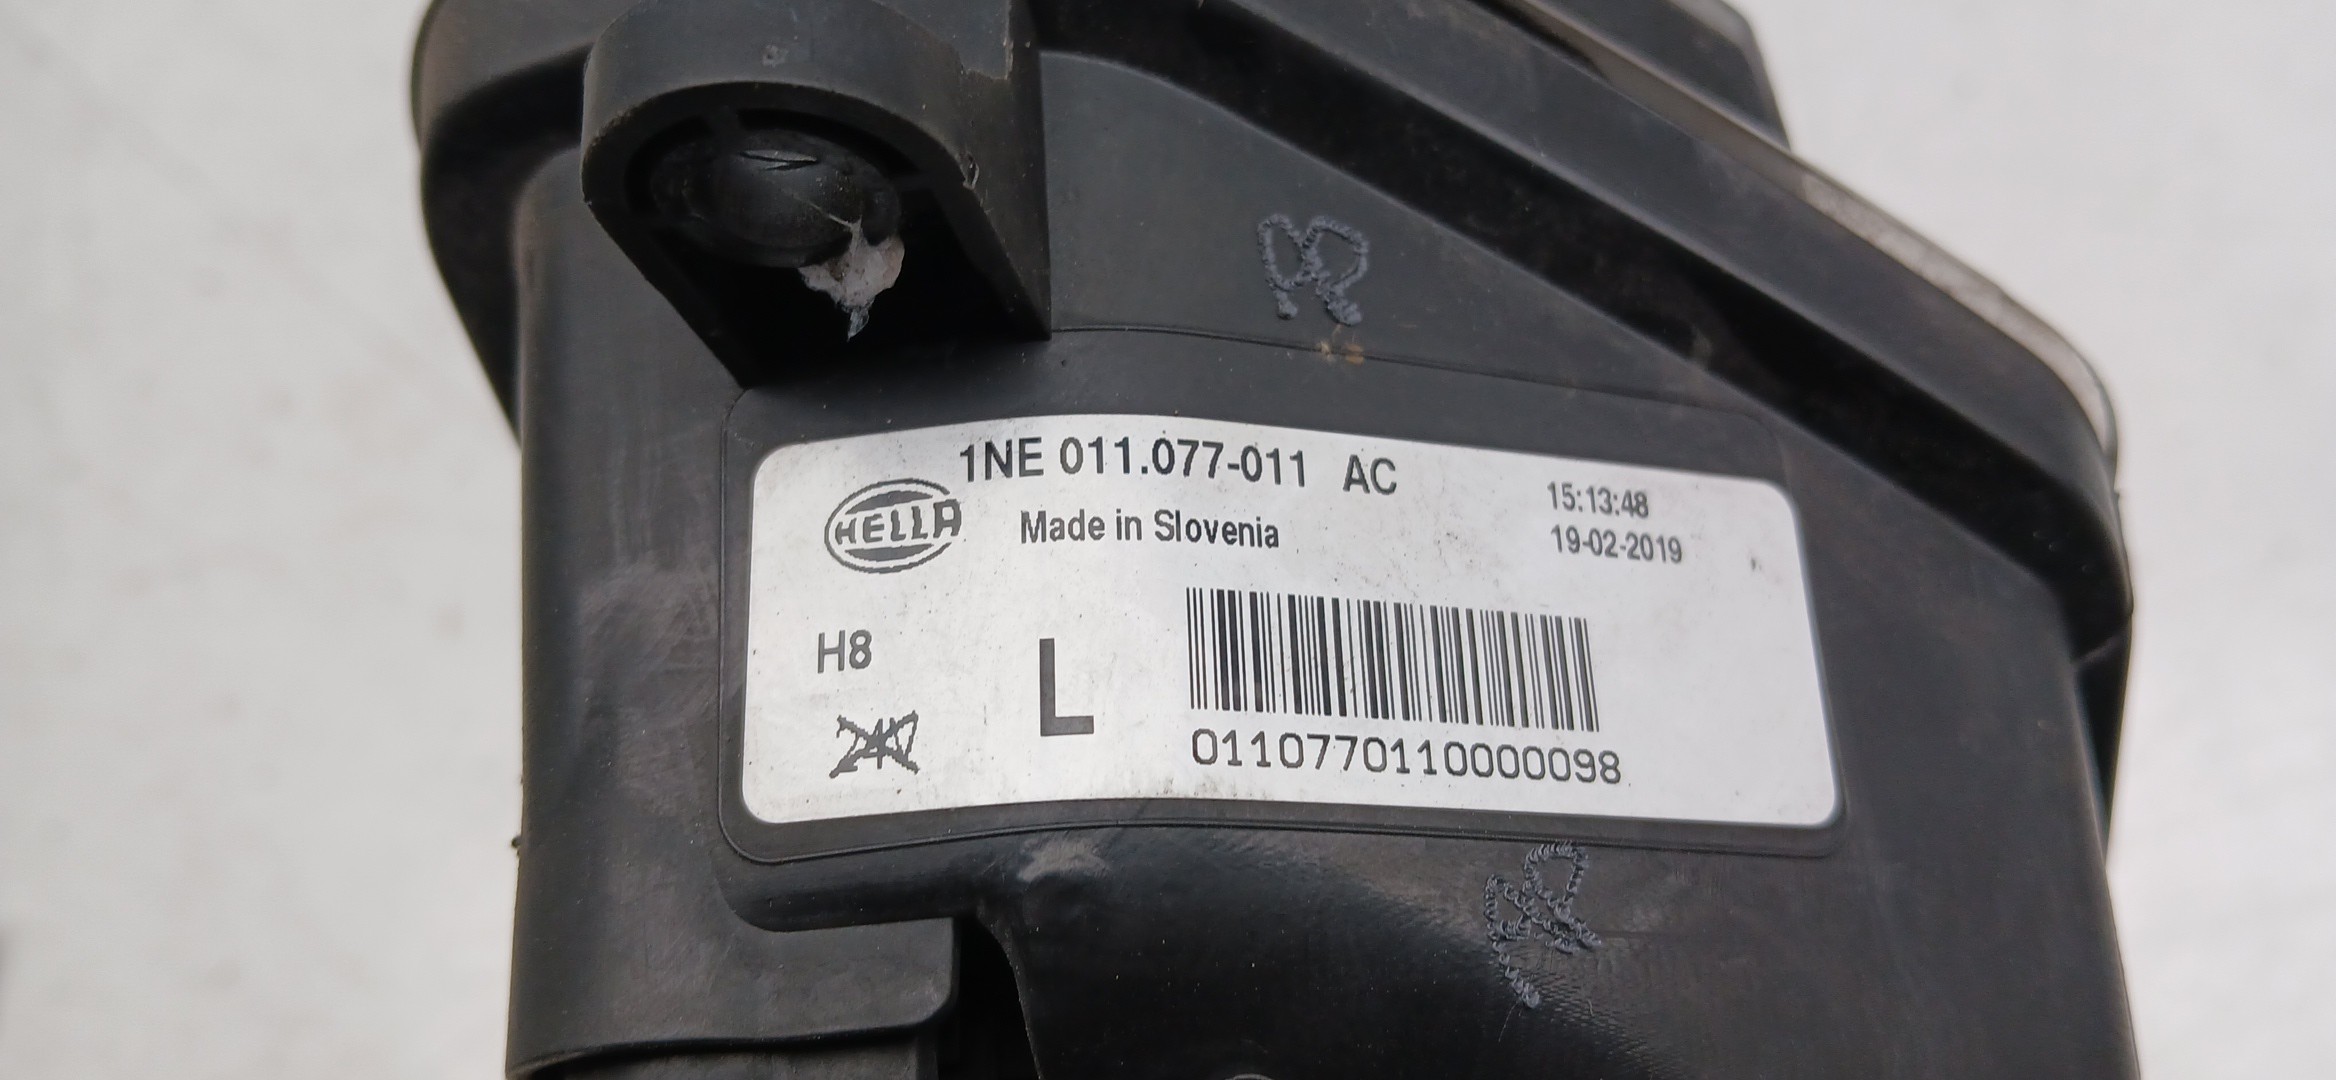 1NE 011.077-011 AC
HELLA
Made in Slovenia
15:13:48
19-02-2019
H8
L
0110770110000098